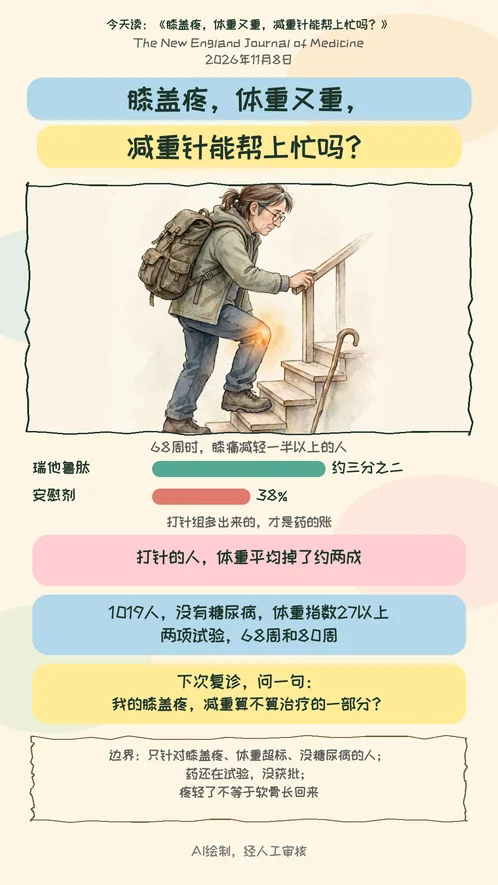 今天读：《膝盖疼，体重又重，减重针能帮上忙吗？》
The New England Journal of Medicine
2026年11月8日
膝盖疼，体重又重，
减重针能帮上忙吗？
68周时，膝痛减轻一半以上的人
瑞他鲁肽 约三分之二
安慰剂 38%
打针组多出来的，才是药的账
打针的人，体重平均掉了约两成
1019人，没有糖尿病，体重指数27以上
两项试验，68周和80周
下次复诊，问一句：
我的膝盖疼，减重算不算治疗的一部分？
边界：只针对膝盖疼、体重超标、没糖尿病的人；
药还在试验，没获批；
疼轻了不等于软骨长回来
AI绘制，经人工审核